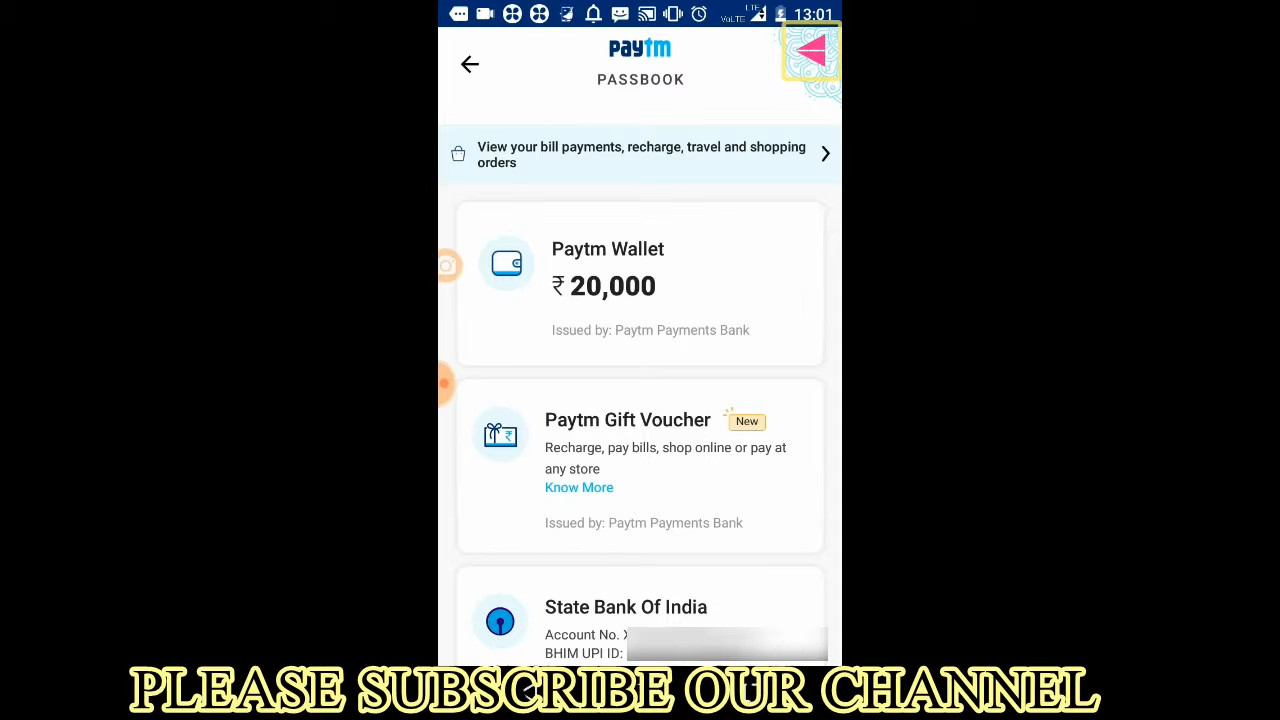 LTE
VoLTE
13:01
paytm
PASSBOOK
View your bill payments, recharge, travel and shopping
orders
Paytm Wallet
₹ 20,000
Issued by: Paytm Payments Bank
Paytm Gift Voucher New
Recharge, pay bills, shop online or pay at
any store
Know More
Issued by: Paytm Payments Bank
State Bank Of India
Account No. X
BHIM UPI ID:
PLEASE SUBSCRIBE OUR CHANNEL